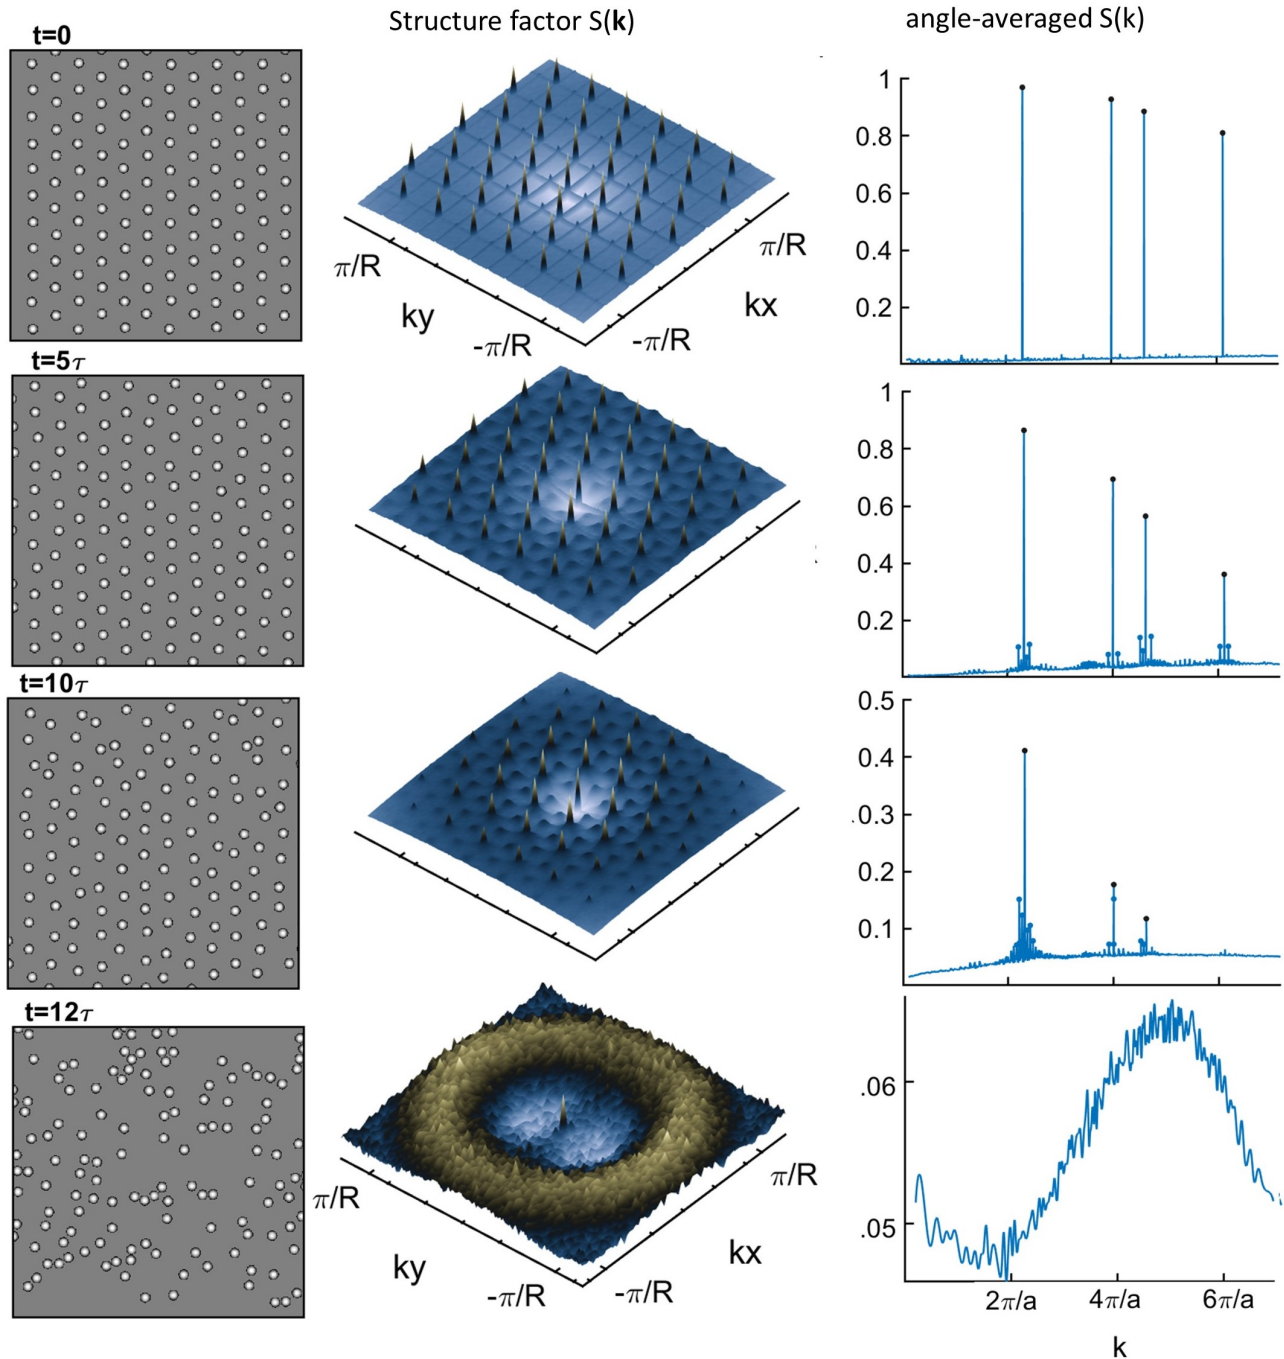 Structure factor S(k)
angle-averaged S(k)
t=0
1
0.8
0.6
0.4
0.2
π/R
ky
-π/R
π/R
kx
-π/R
t=5τ
1
0.8
0.6
0.4
0.2
t=10τ
0.5
0.4
0.3
0.2
0.1
t=12τ
.06
.05
π/R
ky
-π/R
π/R
kx
-π/R
2π/a
4π/a
6π/a
k